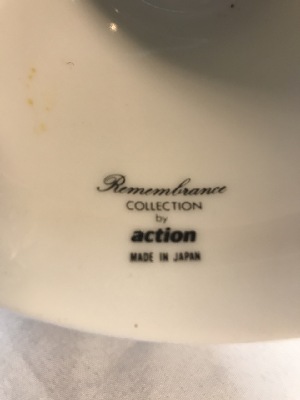 Remembrance
COLLECTION
by
action
MADE IN JAPAN